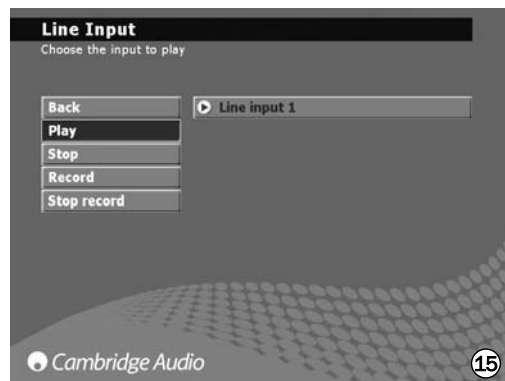 Line Input
Choose the input to play
Back
Line input 1
Play
Stop
Record
Stop record
Cambridge Audio
15